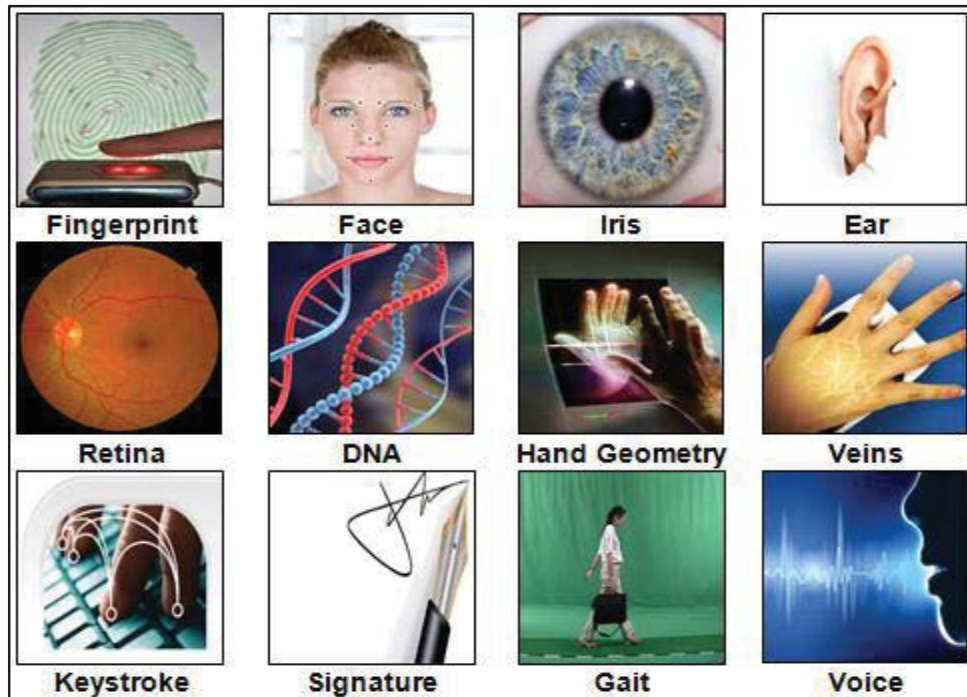 Fingerprint Face Iris Ear
Retina DNA Hand Geometry Veins
Keystroke Signature Gait Voice